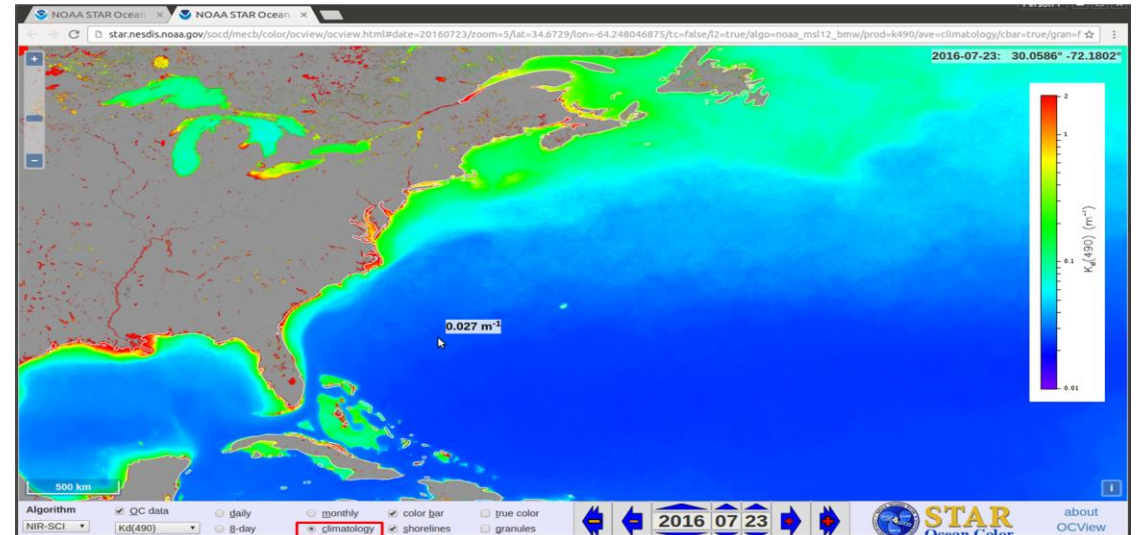 NOAA STAR Ocean × NOAA STAR Ocean ×
star.nesdis.noaa.gov/socd/mecb/color/ocview/ocview.html#date=20160723/zoom=5/lat=34.6729/lon=-64.248046875/tc=false/l2=true/algo=noaa_msl12_bmw/prod=k490/ave=climatology/cbar=true/gran=f
2016-07-23: 30.0586° -72.1802°
+
2
1
–
Kd(490) (m⁻¹)
0.1
0.027 m⁻¹
0.01
500 km
i
Algorithm
OC data
daily
monthly
color bar
true color
2016 07 23
STAR
about
NIR-SCI
Kd(490)
8-day
climatology
shorelines
granules
Ocean Color
OCView